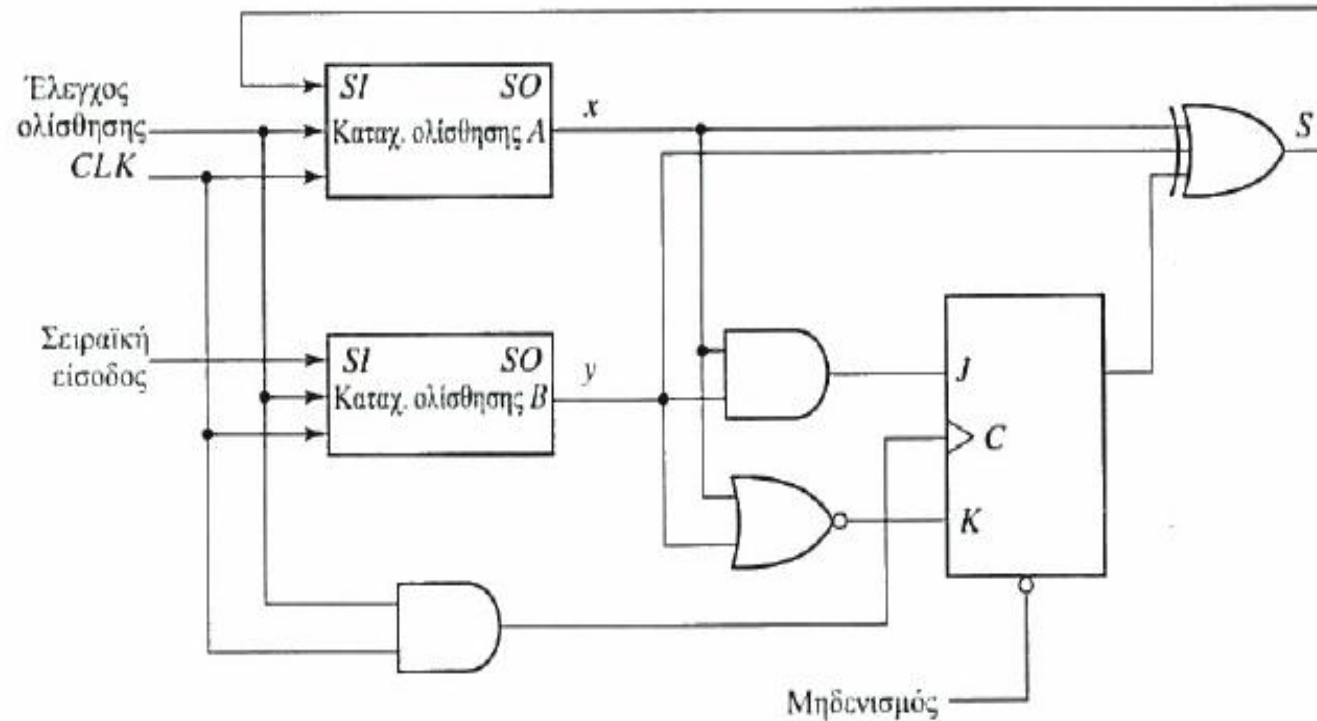 SI SO
Έλεγχος
ολίσθησης
Καταχ. ολίσθησης A
x
S
CLK
Σειραϊκή
είσοδος
SI SO
Καταχ. ολίσθησης B
y
J
C
K
Μηδενισμός